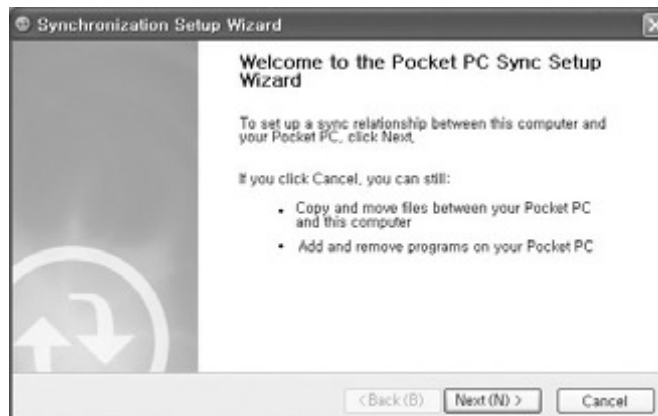 Synchronization Setup Wizard
Welcome to the Pocket PC Sync Setup
Wizard
To set up a sync relationship between this computer and
your Pocket PC, click Next,
If you click Cancel, you can still:
• Copy and move files between your Pocket PC
and this computer
• Add and remove programs on your Pocket PC
<Back (B)
Next (N) >
Cancel